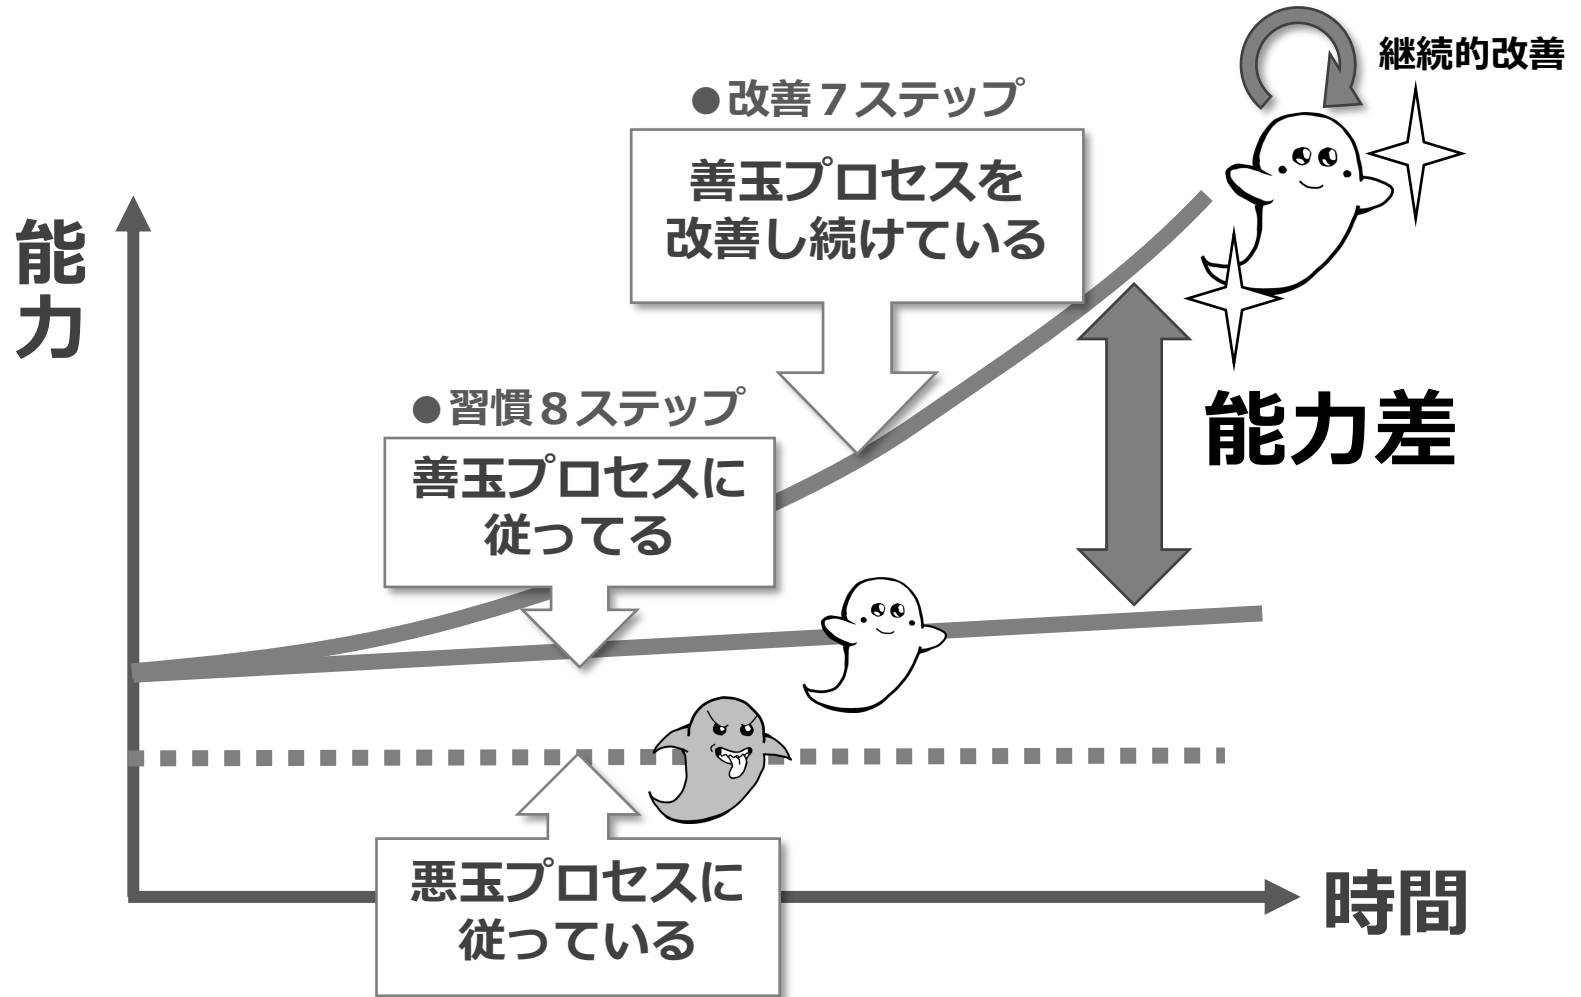 継続的改善
●改善７ステップ
善玉プロセスを
改善し続けている
能力
●習慣８ステップ
善玉プロセスに
従ってる
能力差
悪玉プロセスに
従っている
時間